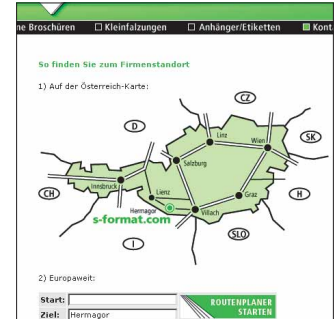 ne Broschüren □ Kleinfalzungen □ Anhänger/Etiketten Kont
So finden Sie zum Firmenstandort
1) Auf der Österreich-Karte:
CZ
D
Linz
Wien
SK
Salzburg
CH
Innsbruck
Lienz
Graz
H
Hermagor
Villach
s-format.com
I
SLO
2) Europaweit:
Start:
ROUTENPLANER
STARTEN
Ziel: Hermagor